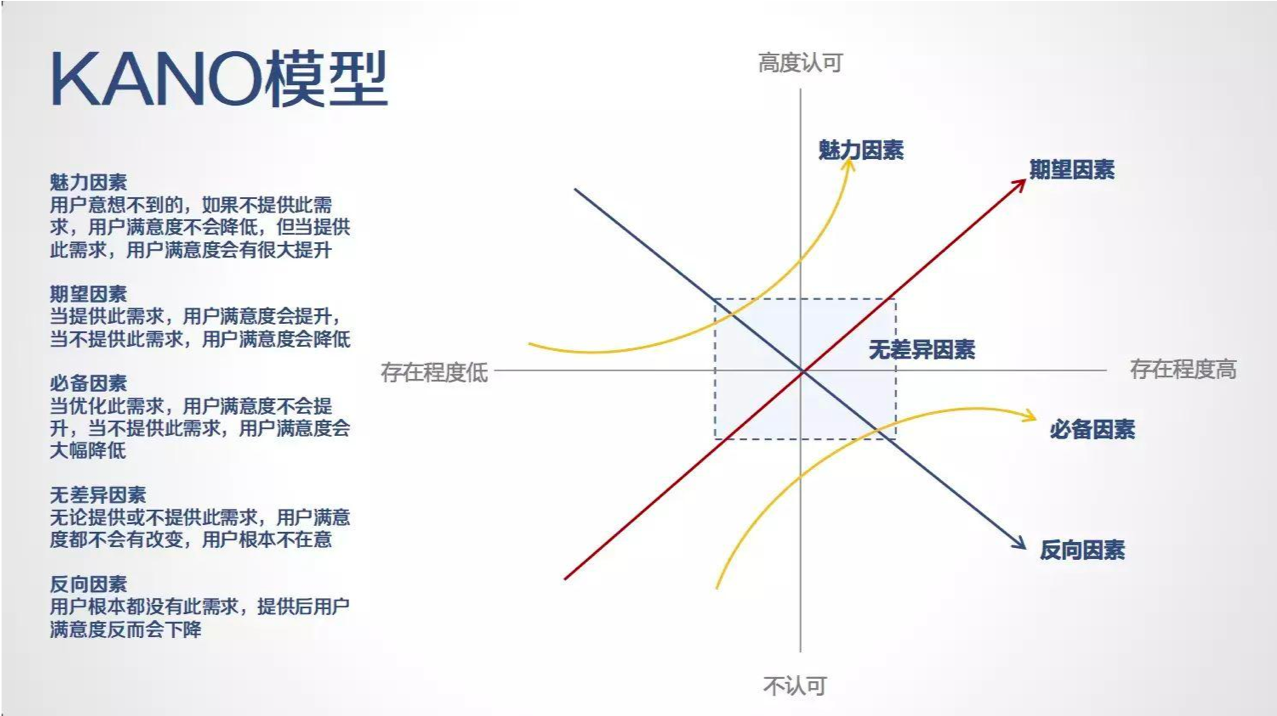 KANO模型
魅力因素
用户意想不到的，如果不提供此需
求，用户满意度不会降低，但当提供
此需求，用户满意度会有很大提升
期望因素
当提供此需求，用户满意度会提升，
当不提供此需求，用户满意度会降低
必备因素
当优化此需求，用户满意度不会提
升，当不提供此需求，用户满意度会
大幅降低
无差异因素
无论提供或不提供此需求，用户满意
度都不会有改变，用户根本不在意
反向因素
用户根本都没有此需求，提供后用户
满意度反而会下降
高度认可
魅力因素
期望因素
无差异因素
存在程度低
存在程度高
必备因素
反向因素
不认可